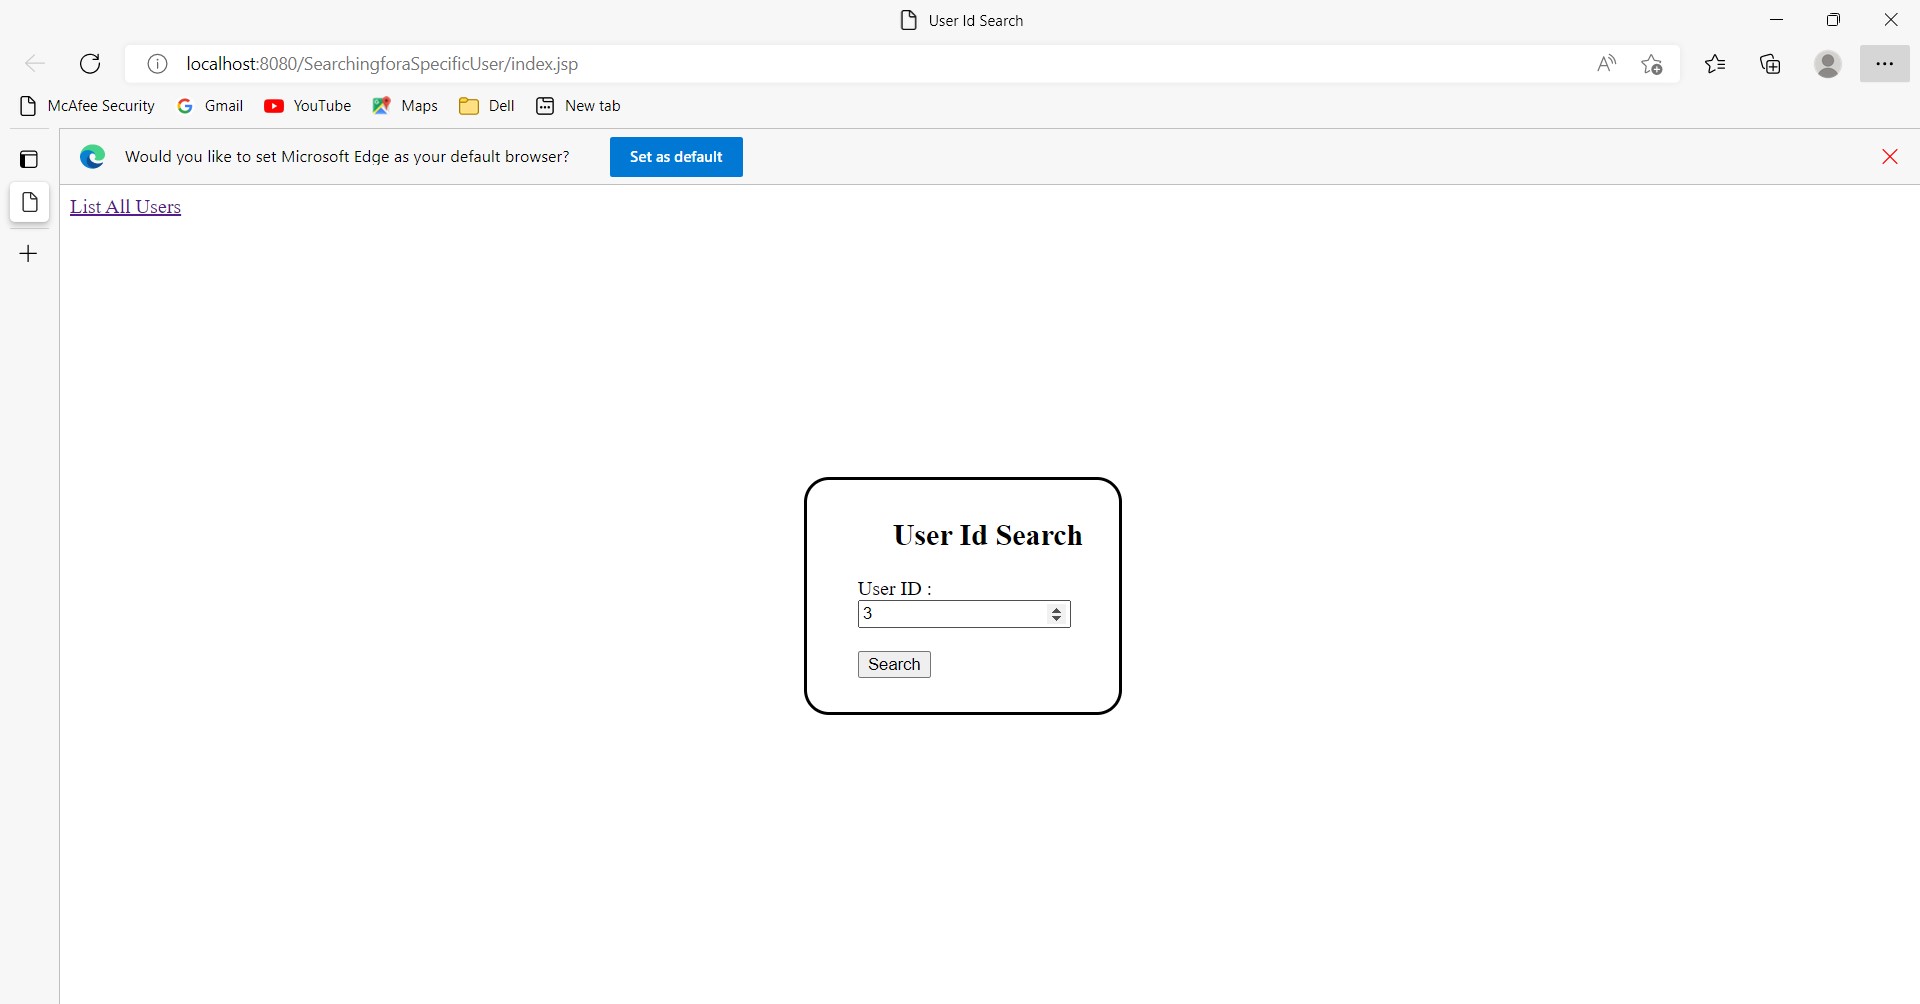 User Id Search
localhost:8080/SearchingforaSpecificUser/index.jsp
McAfee Security Gmail YouTube Maps Dell New tab
Would you like to set Microsoft Edge as your default browser? Set as default
List All Users
User Id Search
User ID :
3
Search